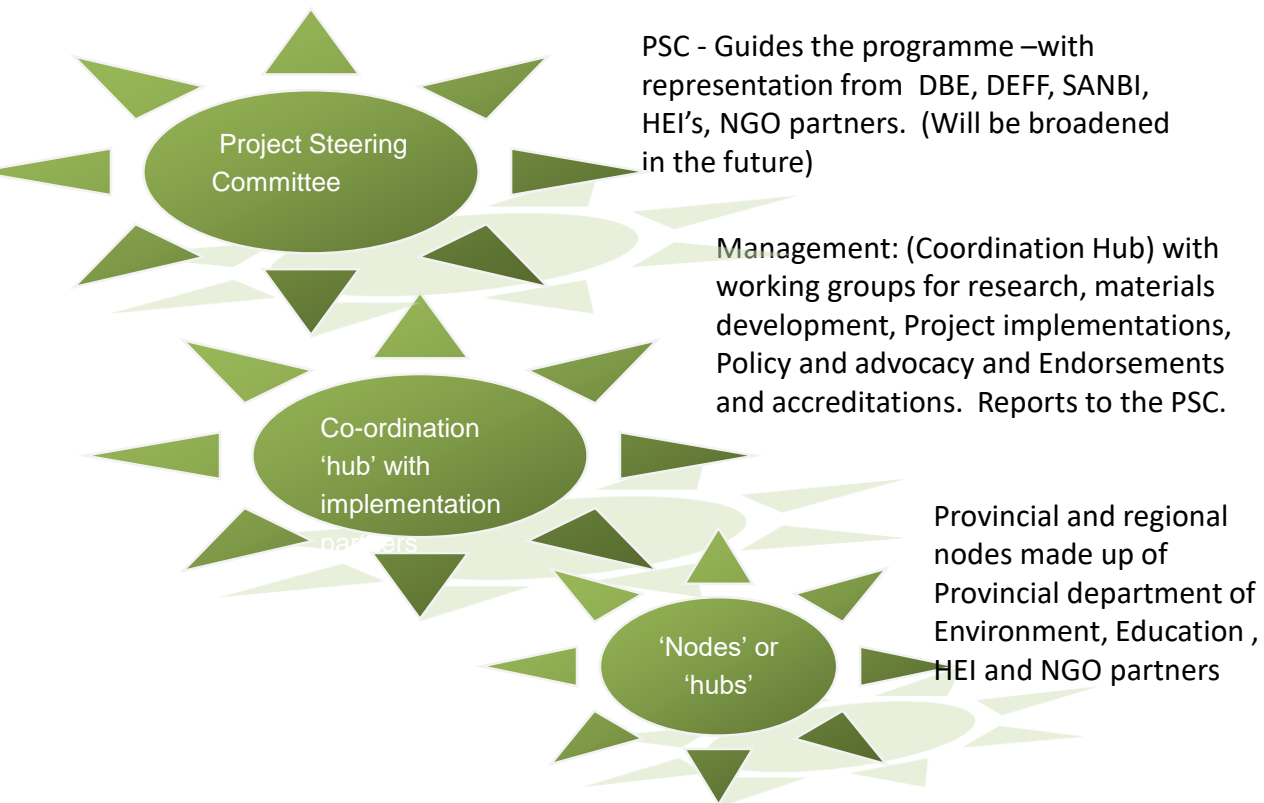 PSC - Guides the programme –with
representation from DBE, DEFF, SANBI,
HEI’s, NGO partners. (Will be broadened
in the future)
Project Steering
Committee
Management: (Coordination Hub) with
working groups for research, materials
development, Project implementations,
Policy and advocacy and Endorsements
and accreditations. Reports to the PSC.
Co-ordination
‘hub’ with
implementation
partners
Provincial and regional
nodes made up of
Provincial department of
Environment, Education ,
HEI and NGO partners
‘Nodes’ or
‘hubs’